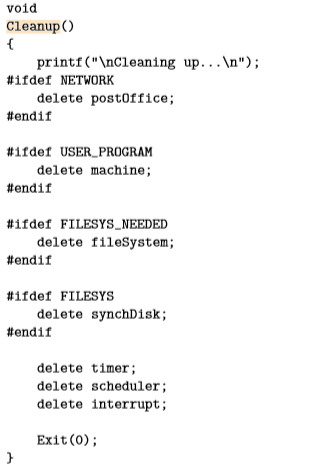 void
Cleanup()
{
    printf("\nCleaning up...\n");
#ifdef NETWORK
    delete postOffice;
#endif

#ifdef USER_PROGRAM
    delete machine;
#endif

#ifdef FILESYS_NEEDED
    delete fileSystem;
#endif

#ifdef FILESYS
    delete synchDisk;
#endif

    delete timer;
    delete scheduler;
    delete interrupt;

    Exit(0);
}